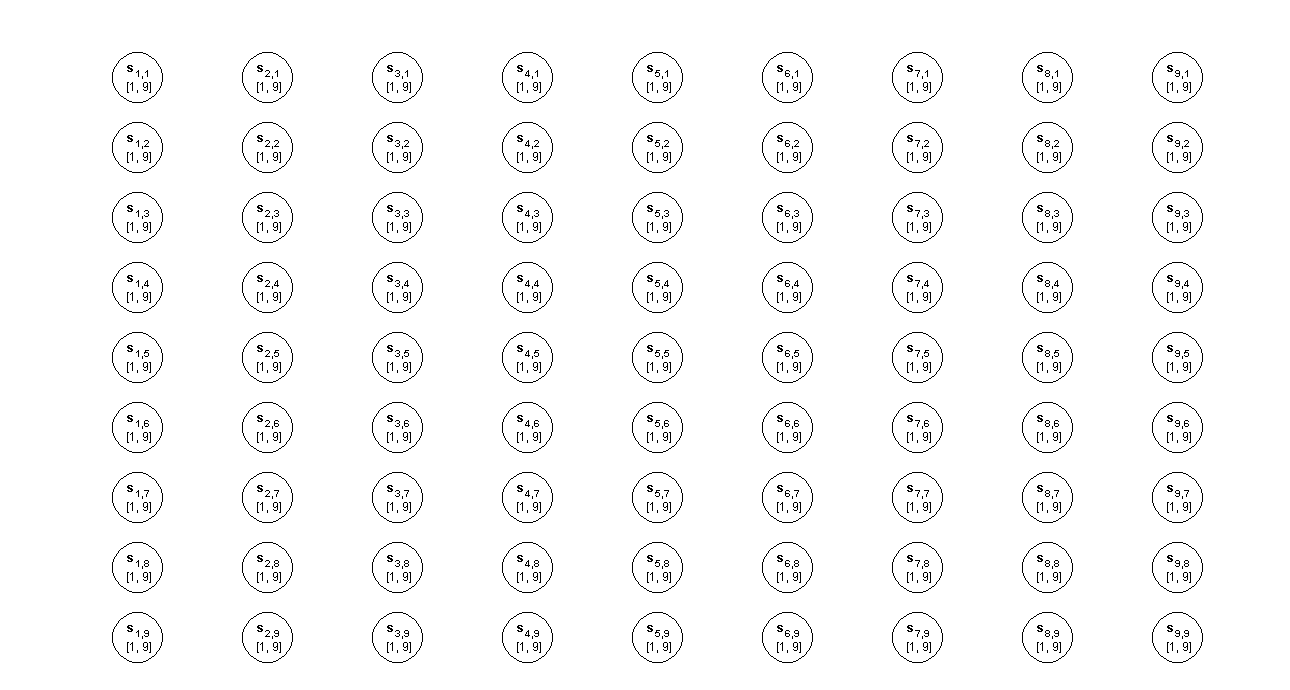 s1,1 s2,1 s3,1 s4,1 s5,1 s6,1 s7,1 s8,1 s9,1
[1, 9] [1, 9] [1, 9] [1, 9] [1, 9] [1, 9] [1, 9] [1, 9] [1, 9]
s1,2 s2,2 s3,2 s4,2 s5,2 s6,2 s7,2 s8,2 s9,2
[1, 9] [1, 9] [1, 9] [1, 9] [1, 9] [1, 9] [1, 9] [1, 9] [1, 9]
s1,3 s2,3 s3,3 s4,3 s5,3 s6,3 s7,3 s8,3 s9,3
[1, 9] [1, 9] [1, 9] [1, 9] [1, 9] [1, 9] [1, 9] [1, 9] [1, 9]
s1,4 s2,4 s3,4 s4,4 s5,4 s6,4 s7,4 s8,4 s9,4
[1, 9] [1, 9] [1, 9] [1, 9] [1, 9] [1, 9] [1, 9] [1, 9] [1, 9]
s1,5 s2,5 s3,5 s4,5 s5,5 s6,5 s7,5 s8,5 s9,5
[1, 9] [1, 9] [1, 9] [1, 9] [1, 9] [1, 9] [1, 9] [1, 9] [1, 9]
s1,6 s2,6 s3,6 s4,6 s5,6 s6,6 s7,6 s8,6 s9,6
[1, 9] [1, 9] [1, 9] [1, 9] [1, 9] [1, 9] [1, 9] [1, 9] [1, 9]
s1,7 s2,7 s3,7 s4,7 s5,7 s6,7 s7,7 s8,7 s9,7
[1, 9] [1, 9] [1, 9] [1, 9] [1, 9] [1, 9] [1, 9] [1, 9] [1, 9]
s1,8 s2,8 s3,8 s4,8 s5,8 s6,8 s7,8 s8,8 s9,8
[1, 9] [1, 9] [1, 9] [1, 9] [1, 9] [1, 9] [1, 9] [1, 9] [1, 9]
s1,9 s2,9 s3,9 s4,9 s5,9 s6,9 s7,9 s8,9 s9,9
[1, 9] [1, 9] [1, 9] [1, 9] [1, 9] [1, 9] [1, 9] [1, 9] [1, 9]